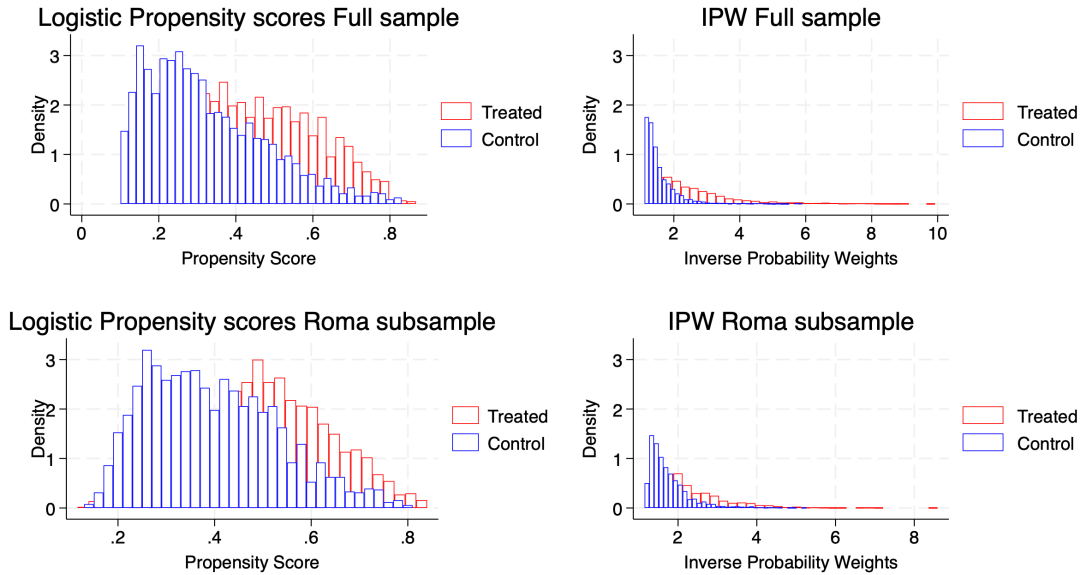 Logistic Propensity scores Full sample
Density
3
2
1
0
0
.2
.4
.6
.8
Propensity Score
Treated
Control
IPW Full sample
Density
3
2
1
0
2
4
6
8
10
Inverse Probability Weights
Treated
Control
Logistic Propensity scores Roma subsample
Density
3
2
1
0
.2
.4
.6
.8
Propensity Score
Treated
Control
IPW Roma subsample
Density
3
2
1
0
2
4
6
8
Inverse Probability Weights
Treated
Control